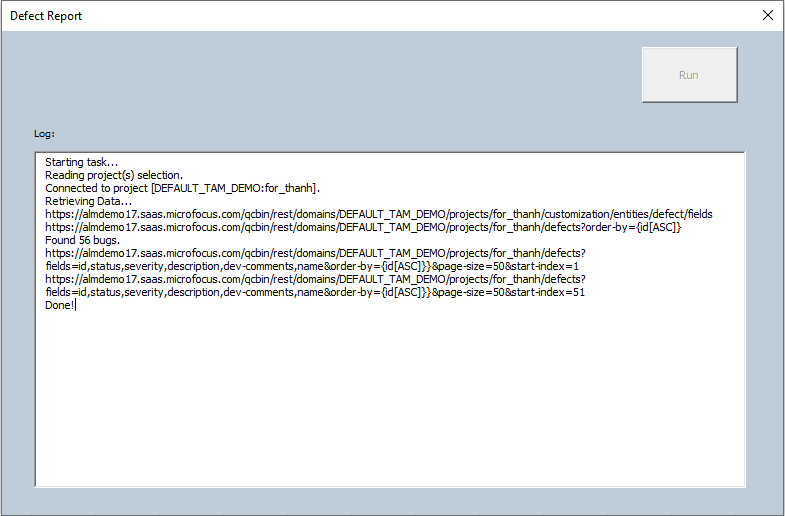 Defect Report
Run
Log:
Starting task...
Reading project(s) selection.
Connected to project [DEFAULT_TAM_DEMO:for_thanh].
Retrieving Data...
https://almdemo17.saas.microfocus.com/qcbin/rest/domains/DEFAULT_TAM_DEMO/projects/for_thanh/customization/entities/defect/fields
https://almdemo17.saas.microfocus.com/qcbin/rest/domains/DEFAULT_TAM_DEMO/projects/for_thanh/defects?order-by={id[ASC]}
Found 56 bugs.
https://almdemo17.saas.microfocus.com/qcbin/rest/domains/DEFAULT_TAM_DEMO/projects/for_thanh/defects?
fields=id,status,severity,description,dev-comments,name&order-by={id[ASC]}}&page-size=50&start-index=1
https://almdemo17.saas.microfocus.com/qcbin/rest/domains/DEFAULT_TAM_DEMO/projects/for_thanh/defects?
fields=id,status,severity,description,dev-comments,name&order-by={id[ASC]}}&page-size=50&start-index=51
Done!